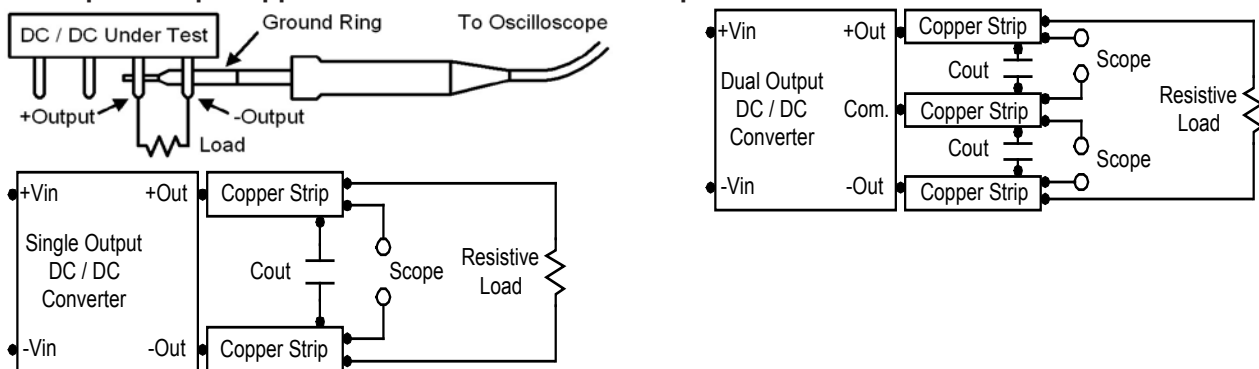 Ground Ring
To Oscilloscope
DC / DC Under Test
+Output
-Output
Load
+Vin
+Out
Copper Strip
Single Output
DC / DC
Converter
Cout
Scope
Resistive
Load
-Vin
-Out
Copper Strip
+Vin
+Out
Copper Strip
Cout
Scope
Dual Output
DC / DC
Converter
Com.
Copper Strip
Resistive
Load
Cout
Scope
-Vin
-Out
Copper Strip